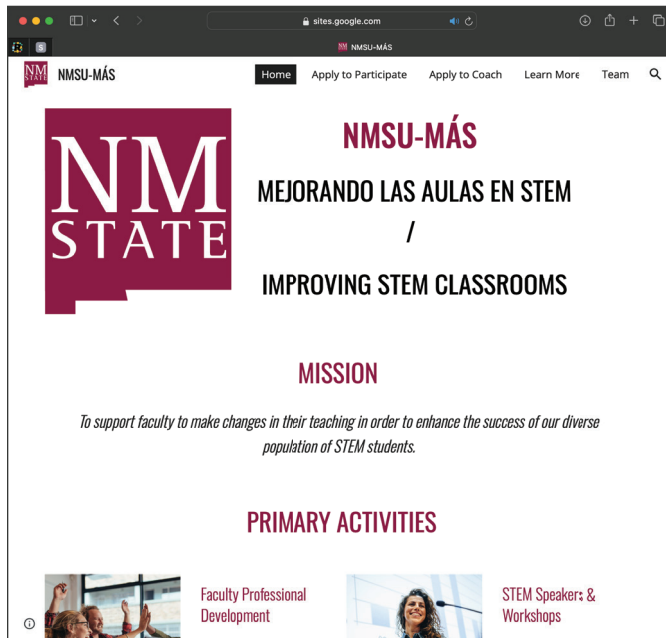 sites.google.com
S
NM STATE NMSU-MÁS
NM
STATE
NMSU-MÁS
Home Apply to Participate Apply to Coach Learn More Team
NM
STATE
NMSU-MÁS
MEJORANDO LAS AULAS EN STEM
/
IMPROVING STEM CLASSROOMS
MISSION
To support faculty to make changes in their teaching in order to enhance the success of our diverse
population of STEM students.
PRIMARY ACTIVITIES
Faculty Professional
Development
STEM Speakers &
Workshops